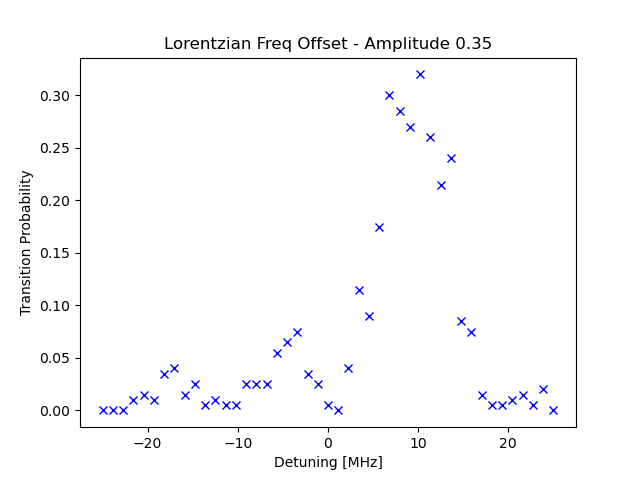 Lorentzian Freq Offset - Amplitude 0.35
Transition Probability
0.30
0.25
0.20
0.15
0.10
0.05
0.00
−20 −10 0 10 20
Detuning [MHz]